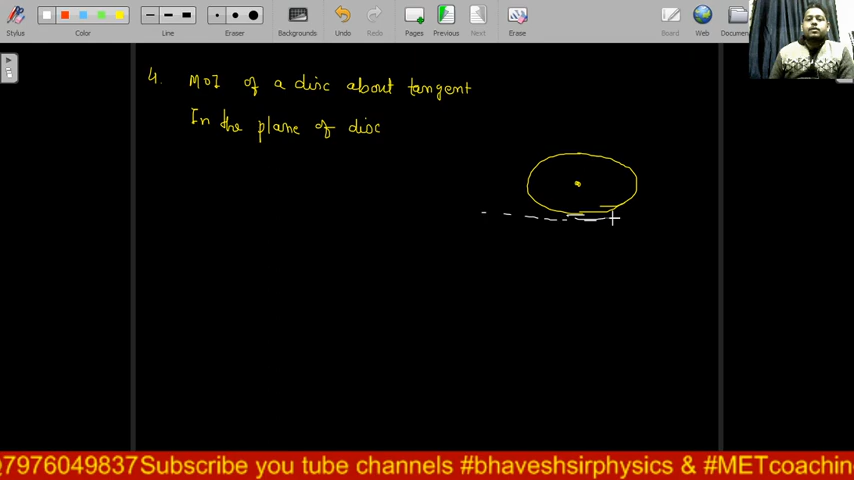 Stylus
Color
Line
Eraser
Backgrounds
Undo
Redo
Pages
Previous
Next
Erase
Board
Web
Documen
4. MOI of a disc about tangent
In the plane of disc
7976049837Subscribe you tube channels #bhaveshsirphysics & #METcoachin